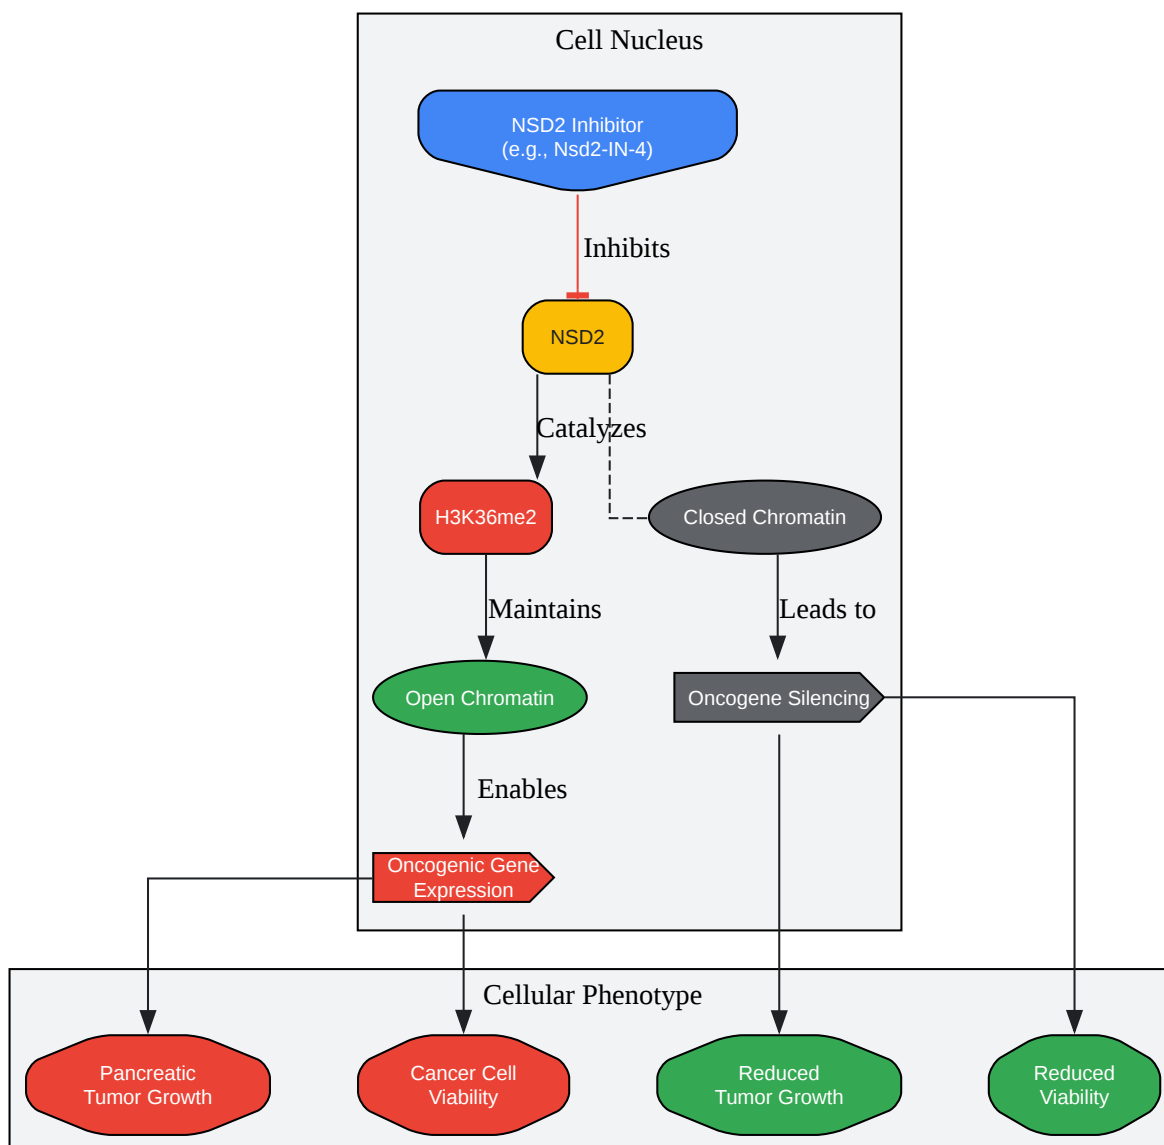 Cell Nucleus
NSD2 Inhibitor
(e.g., Nsd2-IN-4)
Inhibits
NSD2
Catalyzes
H3K36me2
Closed Chromatin
Maintains
Leads to
Open Chromatin
Oncogene Silencing
Enables
Oncogenic Gene
Expression
Cellular Phenotype
Pancreatic
Tumor Growth
Cancer Cell
Viability
Reduced
Tumor Growth
Reduced
Viability